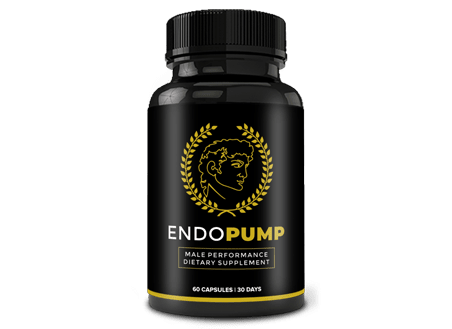 ENDOPUMP
MALE PERFORMANCE
DIETARY SUPPLEMENT
60 CAPSULES | 30 DAYS